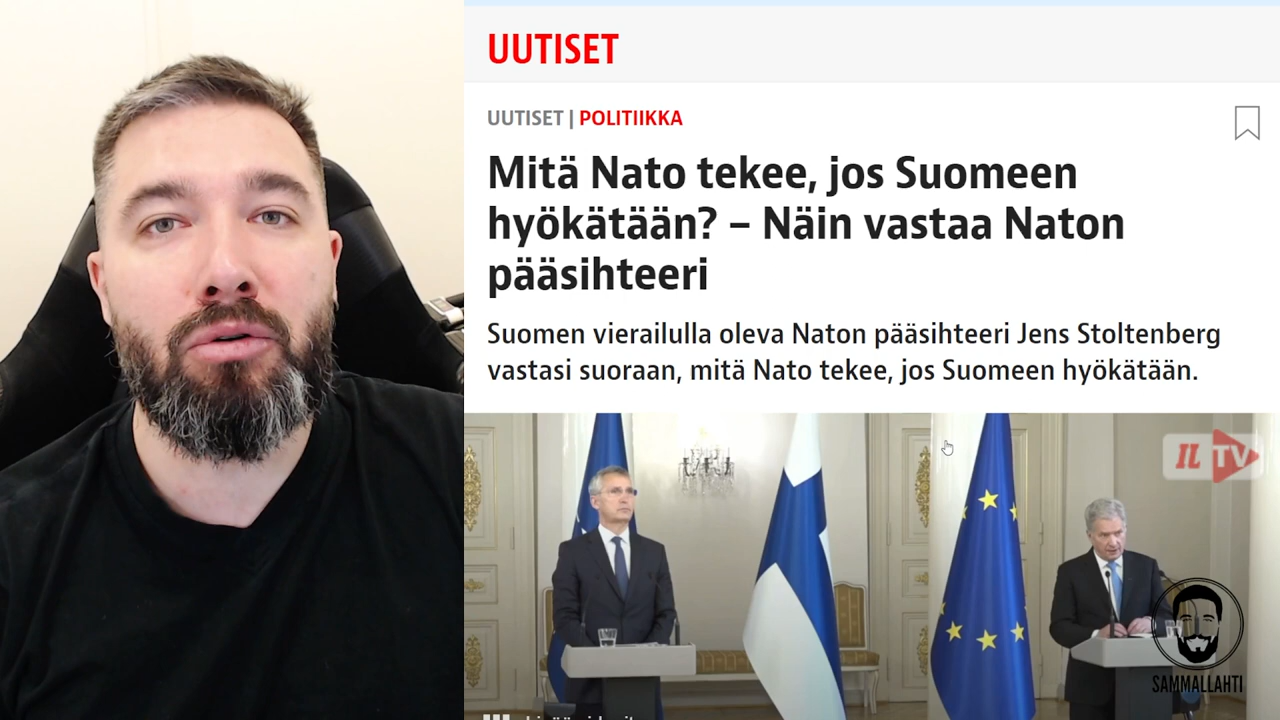 UUTISET
UUTISET | POLITIIKKA
Mitä Nato tekee, jos Suomeen
hyökätään? – Näin vastaa Naton
pääsihteeri
Suomen vierailulla oleva Naton pääsihteeri Jens Stoltenberg
vastasi suoraan, mitä Nato tekee, jos Suomeen hyökätään.
IL TV
SAMMALLAHTI